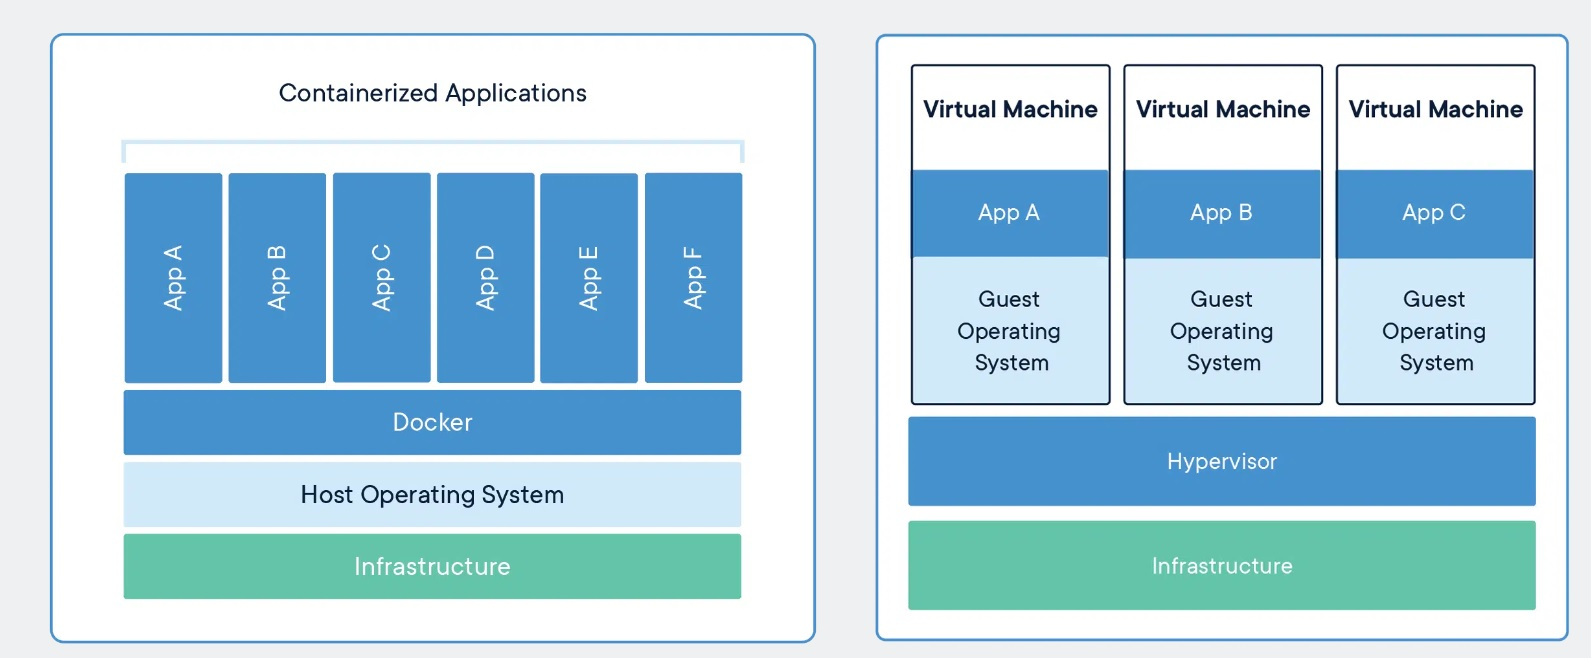 Containerized Applications
App A
App B
App C
App D
App E
App F
Docker
Host Operating System
Infrastructure
Virtual Machine
App A
Guest
Operating
System
Virtual Machine
App B
Guest
Operating
System
Virtual Machine
App C
Guest
Operating
System
Hypervisor
Infrastructure